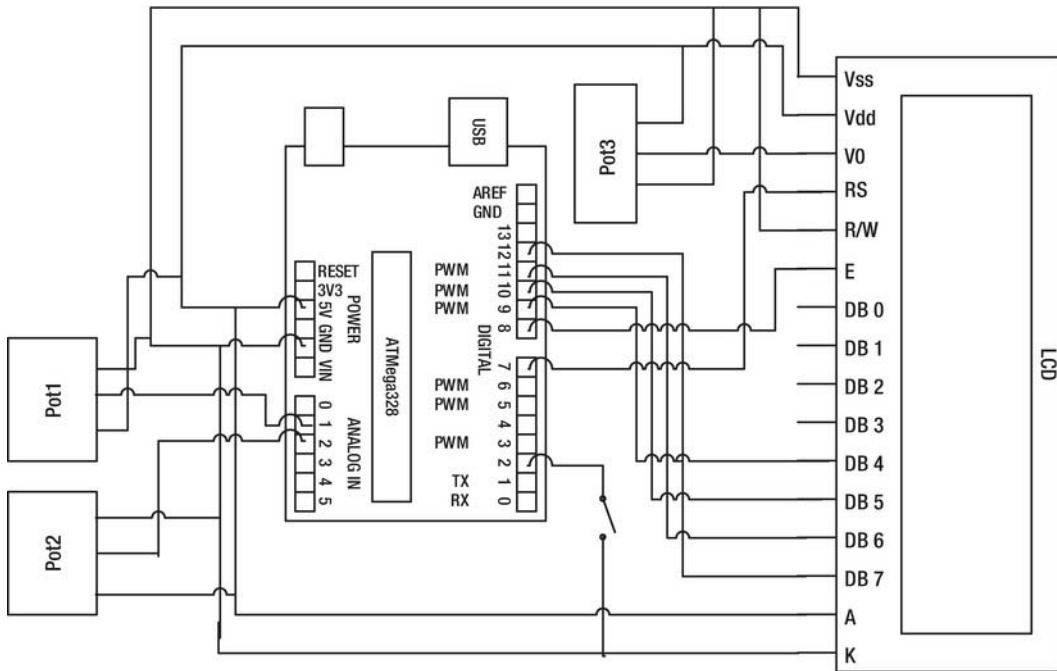 Vss
Vdd
V0
RS
R/W
E
DB 0
DB 1
DB 2
DB 3
DB 4
DB 5
DB 6
DB 7
A
K
LCD
Pot3
USB
AREF
GND
13
12
PWM 11
PWM 10
PWM 9
8
DIGITAL
7
PWM 6
PWM 5
4
PWM 3
2
TX 1
RX 0
ATMega328
RESET
3V3
5V
GND
VIN
POWER
0
1
2
3
4
5
ANALOG IN
Pot1
Pot2